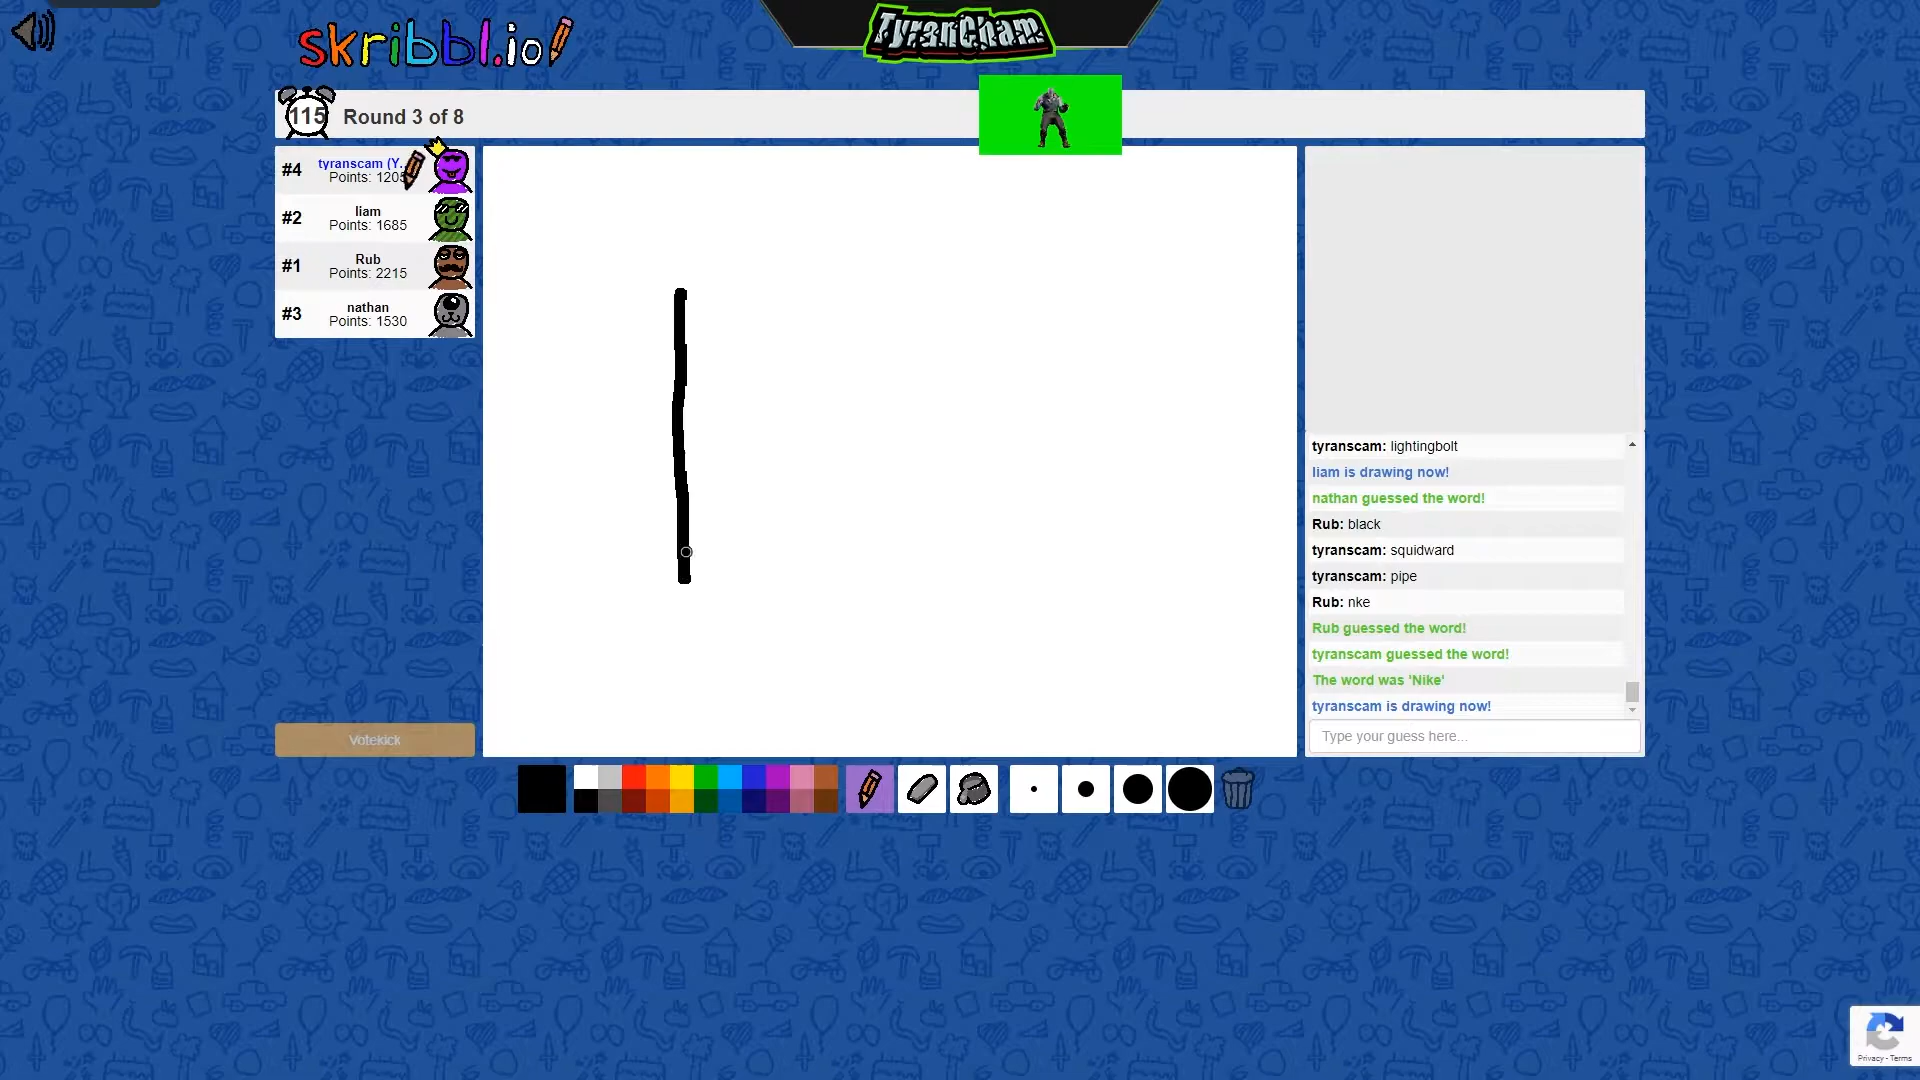 skribbl.io
TyranCham
115
Round 3 of 8
#4
tyranscam (Y...
Points: 1205
#2
liam
Points: 1685
#1
Rub
Points: 2215
#3
nathan
Points: 1530
Votekick
tyranscam: lightingbolt
liam is drawing now!
nathan guessed the word!
Rub: black
tyranscam: squidward
tyranscam: pipe
Rub: nke
Rub guessed the word!
tyranscam guessed the word!
The word was 'Nike'
tyranscam is drawing now!
Type your guess here...
Privacy - Terms